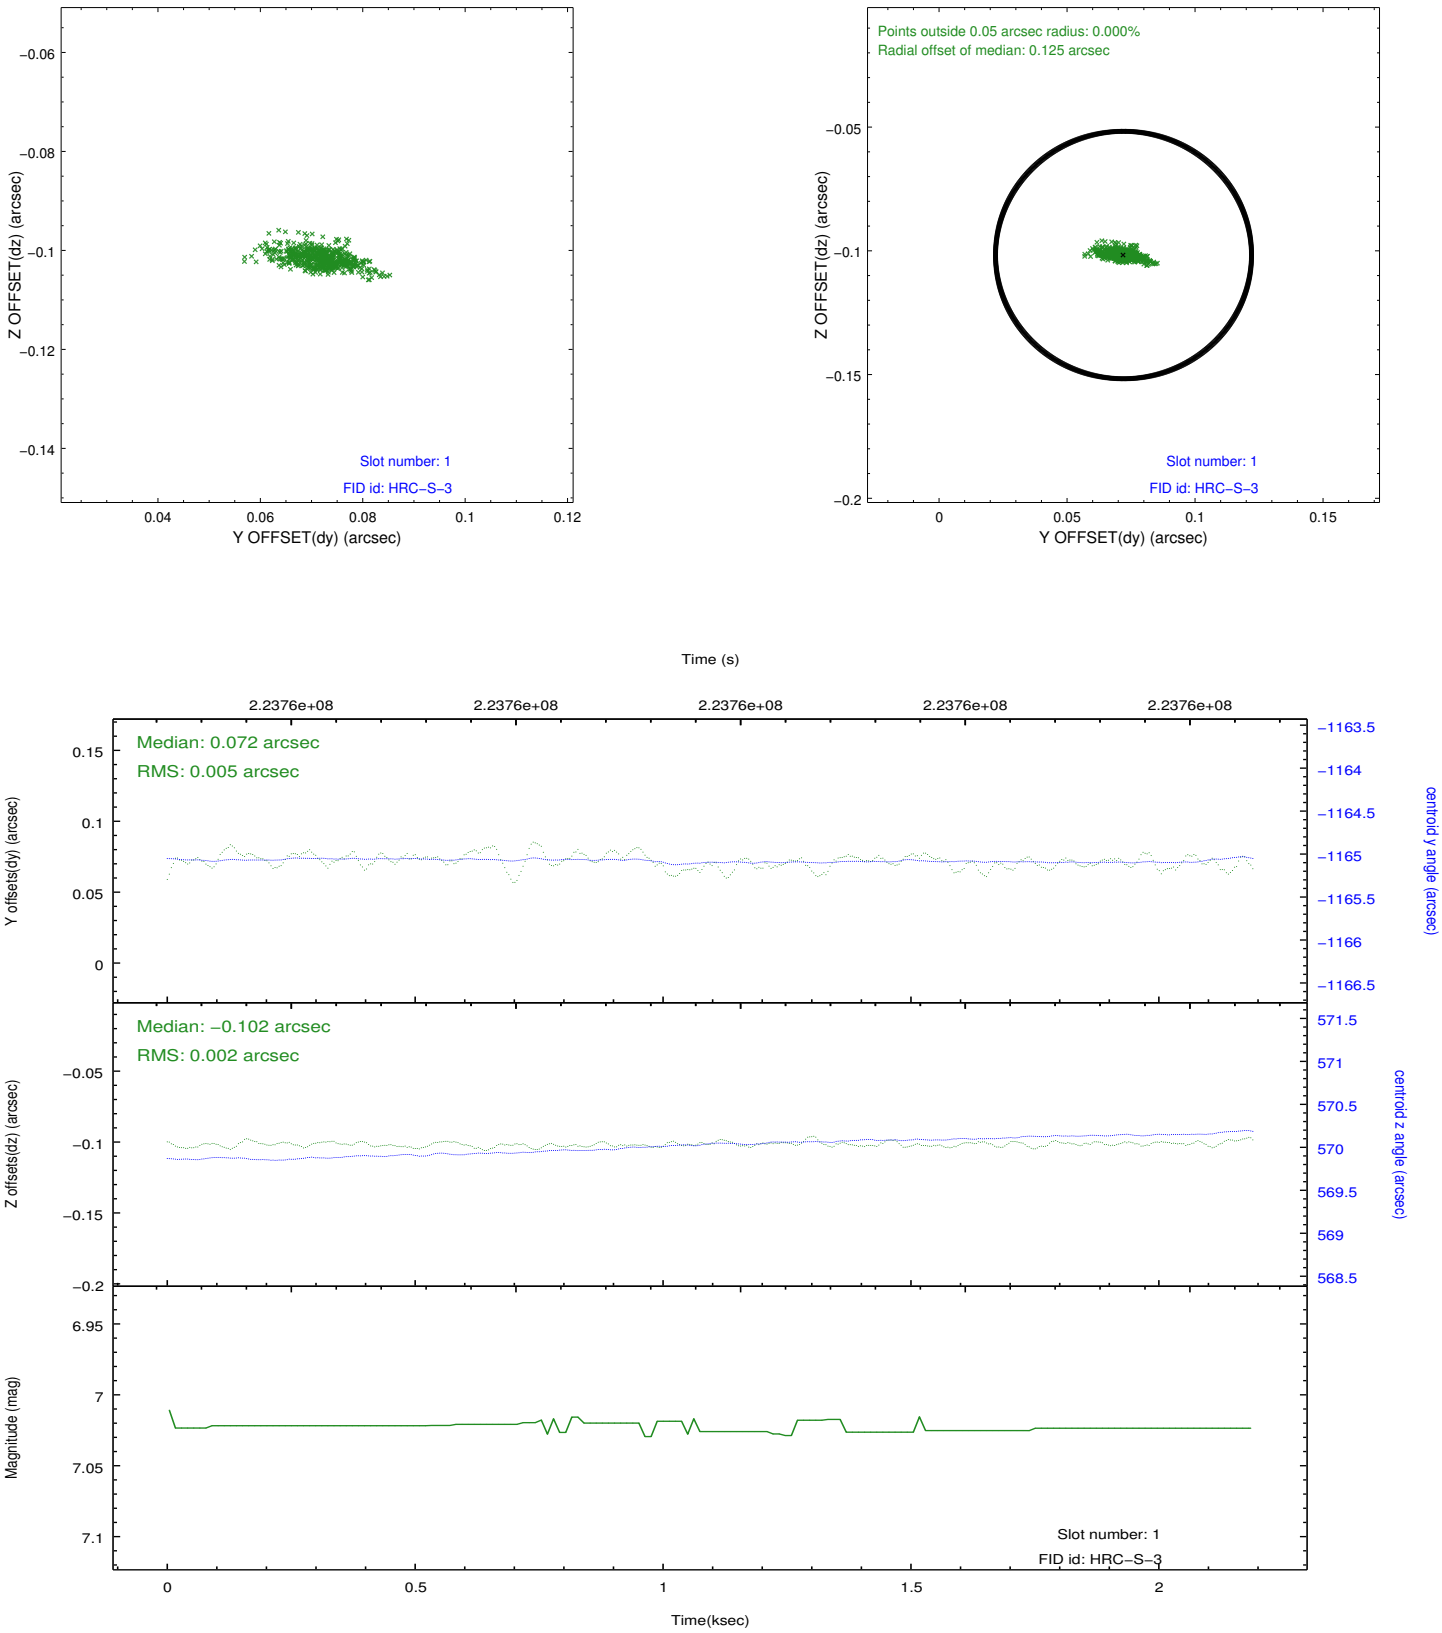 −0.06
−0.08
−0.1
−0.12
−0.14
Z OFFSET(dz) (arcsec)
0.04 0.06 0.08 0.1 0.12
Y OFFSET(dy) (arcsec)
Slot number: 1
FID id: HRC−S−3
Points outside 0.05 arcsec radius: 0.000%
Radial offset of median: 0.125 arcsec
−0.05
−0.1
−0.15
−0.2
Z OFFSET(dz) (arcsec)
0 0.05 0.1 0.15
Y OFFSET(dy) (arcsec)
Slot number: 1
FID id: HRC−S−3
Time (s)
2.2376e+08 2.2376e+08 2.2376e+08 2.2376e+08 2.2376e+08
Median: 0.072 arcsec
RMS: 0.005 arcsec
0.15
0.1
0.05
0
Y offsets(dy) (arcsec)
−1163.5
−1164
−1164.5
−1165
−1165.5
−1166
−1166.5
centroid y angle (arcsec)
Median: −0.102 arcsec
RMS: 0.002 arcsec
−0.05
−0.1
−0.15
−0.2
Z offsets(dz) (arcsec)
571.5
571
570.5
570
569.5
569
568.5
centroid z angle (arcsec)
6.95
7
7.05
7.1
Magnitude (mag)
Slot number: 1
FID id: HRC−S−3
0 0.5 1 1.5 2
Time(ksec)